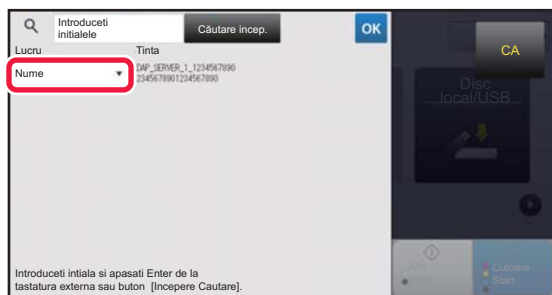 Introduceti
initialele
Căutare incep.
OK
CA
Lucru
Tinta
Nume
DAP_SERVER_1_1234567890
2345678901234567890
Disc
local/USB
Introduceti intiala si apasati Enter de la
tastatura externa sau buton [Incepere Cautare].
A/N
Culoare
Start